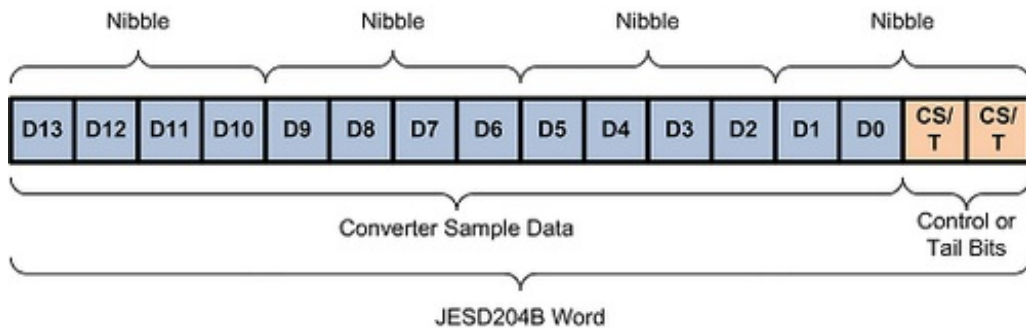 Nibble Nibble Nibble Nibble
D13 D12 D11 D10 D9 D8 D7 D6 D5 D4 D3 D2 D1 D0 CS/ T CS/ T
Converter Sample Data
Control or
Tail Bits
JESD204B Word